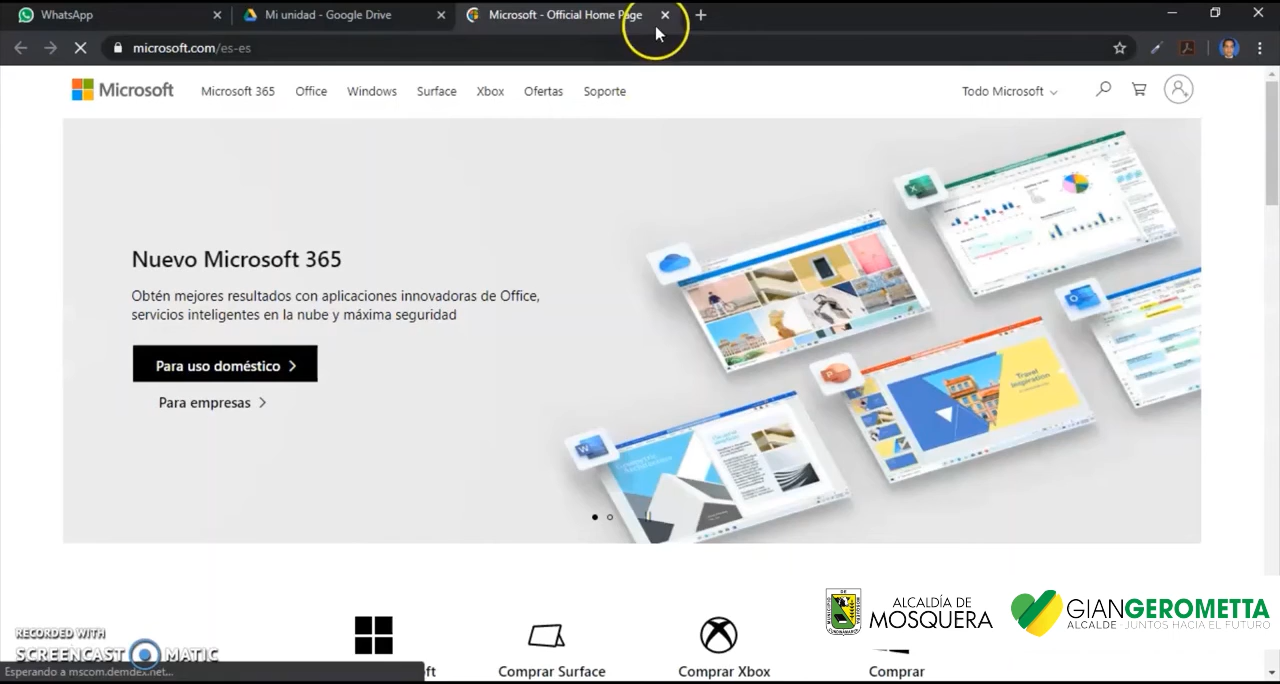 WhatsApp
Mi unidad - Google Drive
Microsoft - Official Home Page
microsoft.com/es-es
Microsoft
Microsoft 365
Office
Windows
Surface
Xbox
Ofertas
Soporte
Todo Microsoft
Nuevo Microsoft 365
Obtén mejores resultados con aplicaciones innovadoras de Office,
servicios inteligentes en la nube y máxima seguridad
Para uso doméstico
Para empresas
Travel
Inspiration
ALCALDÍA DE
MOSQUERA
GIANGEROMETTA
ALCALDE - JUNTOS HACIA EL FUTURO
RECORDED WITH
SCREENCAST MATIC
Esperando a mscom.demdex.net...
Comprar Surface
Comprar Xbox
Comprar